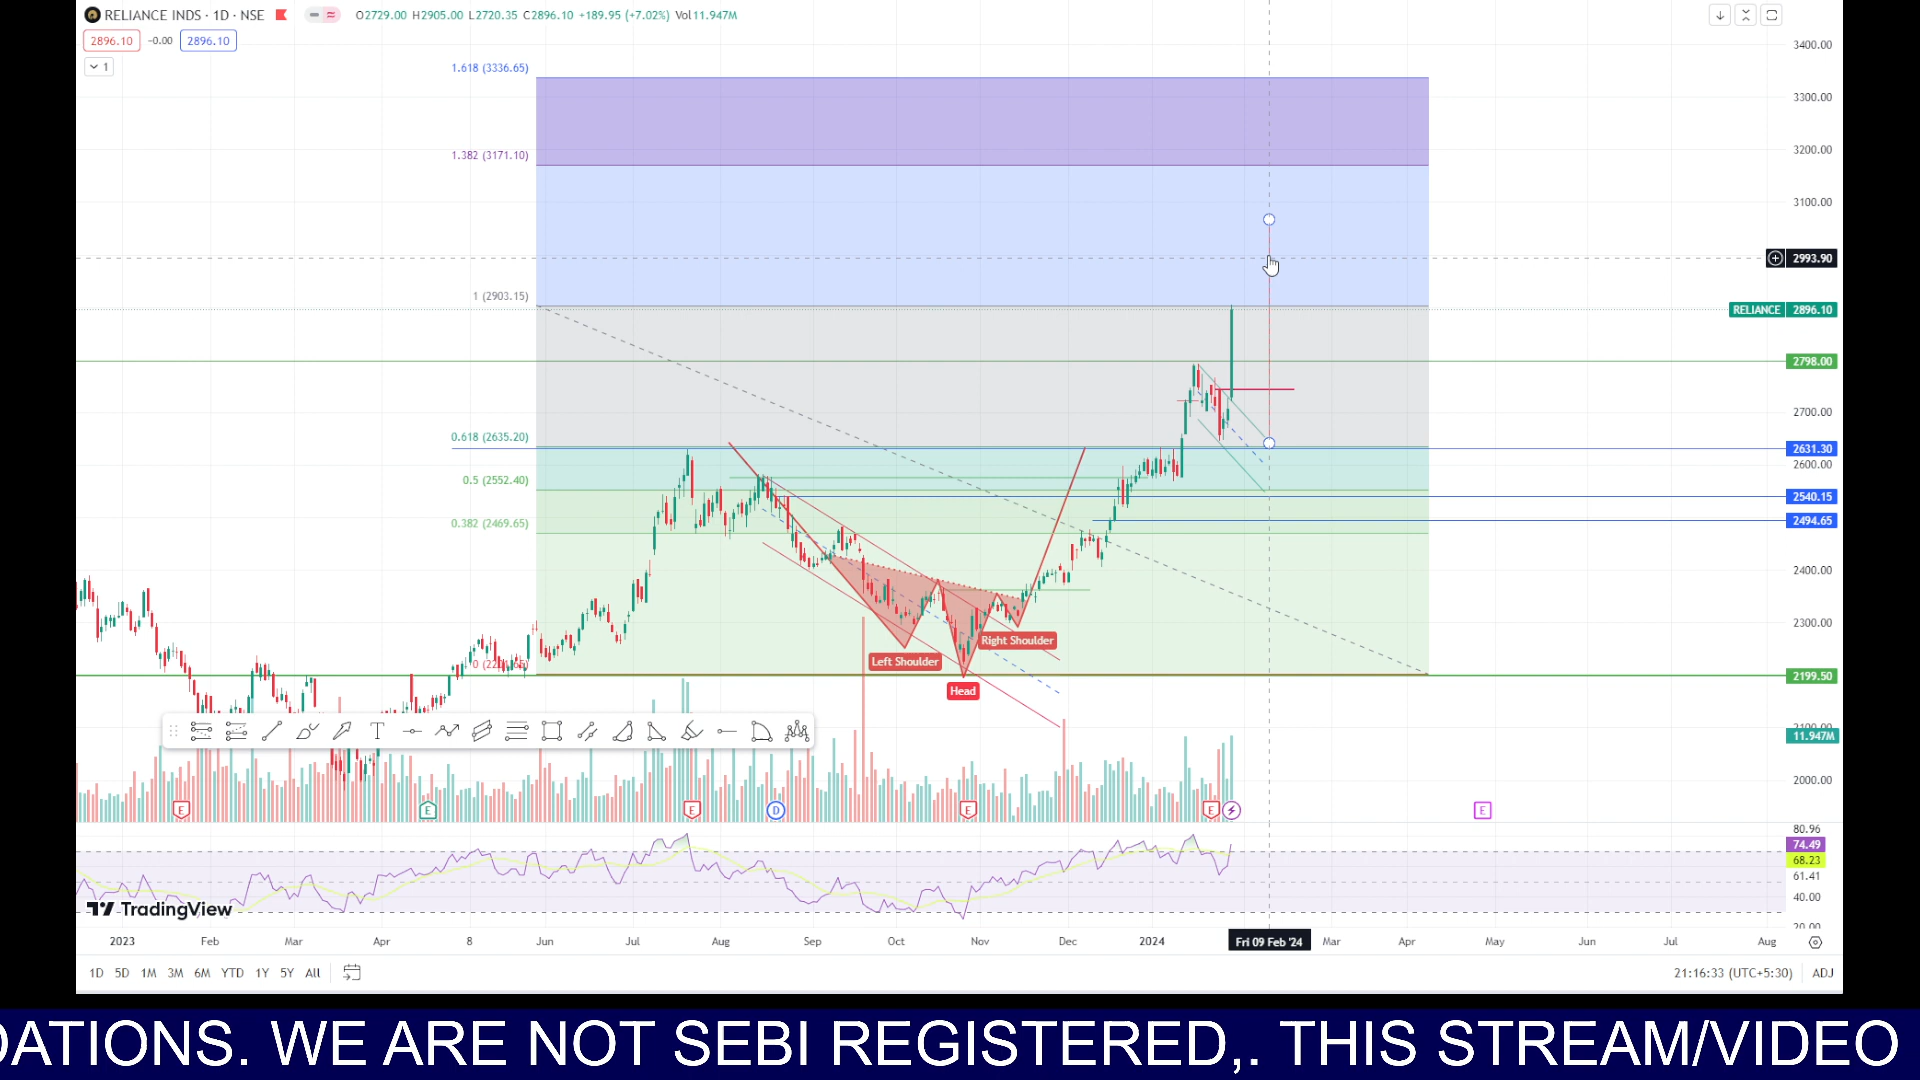 RELIANCE INDS · 1D · NSE O2729.00 H2905.00 L2720.35 C2896.10 +189.95 (+7.02%) Vol11.947M
2896.10 -0.00 2896.10
1
3400.00
1.618 (3336.65)
3300.00
1.382 (3171.10)
3200.00
3100.00
2993.90
1 (2903.15)
RELIANCE 2896.10
2798.00
2700.00
0.618 (2635.20)
2631.30
2600.00
0.5 (2552.40)
2540.15
0.382 (2469.65)
2494.65
2400.00
2300.00
Right Shoulder
Left Shoulder
2199.50
Head
T
2100.00
11.947M
2000.00
E E E D E E E
80.96
74.49
68.23
61.41
40.00
20.00
TradingView
2023 Feb Mar Apr 8 Jun Jul Aug Sep Oct Nov Dec 2024 Fri 09 Feb '24 Mar Apr May Jun Jul Aug
1D 5D 1M 3M 6M YTD 1Y 5Y All 21:16:33 (UTC+5:30) ADJ
DATIONS. WE ARE NOT SEBI REGISTERED,. THIS STREAM/VIDEO